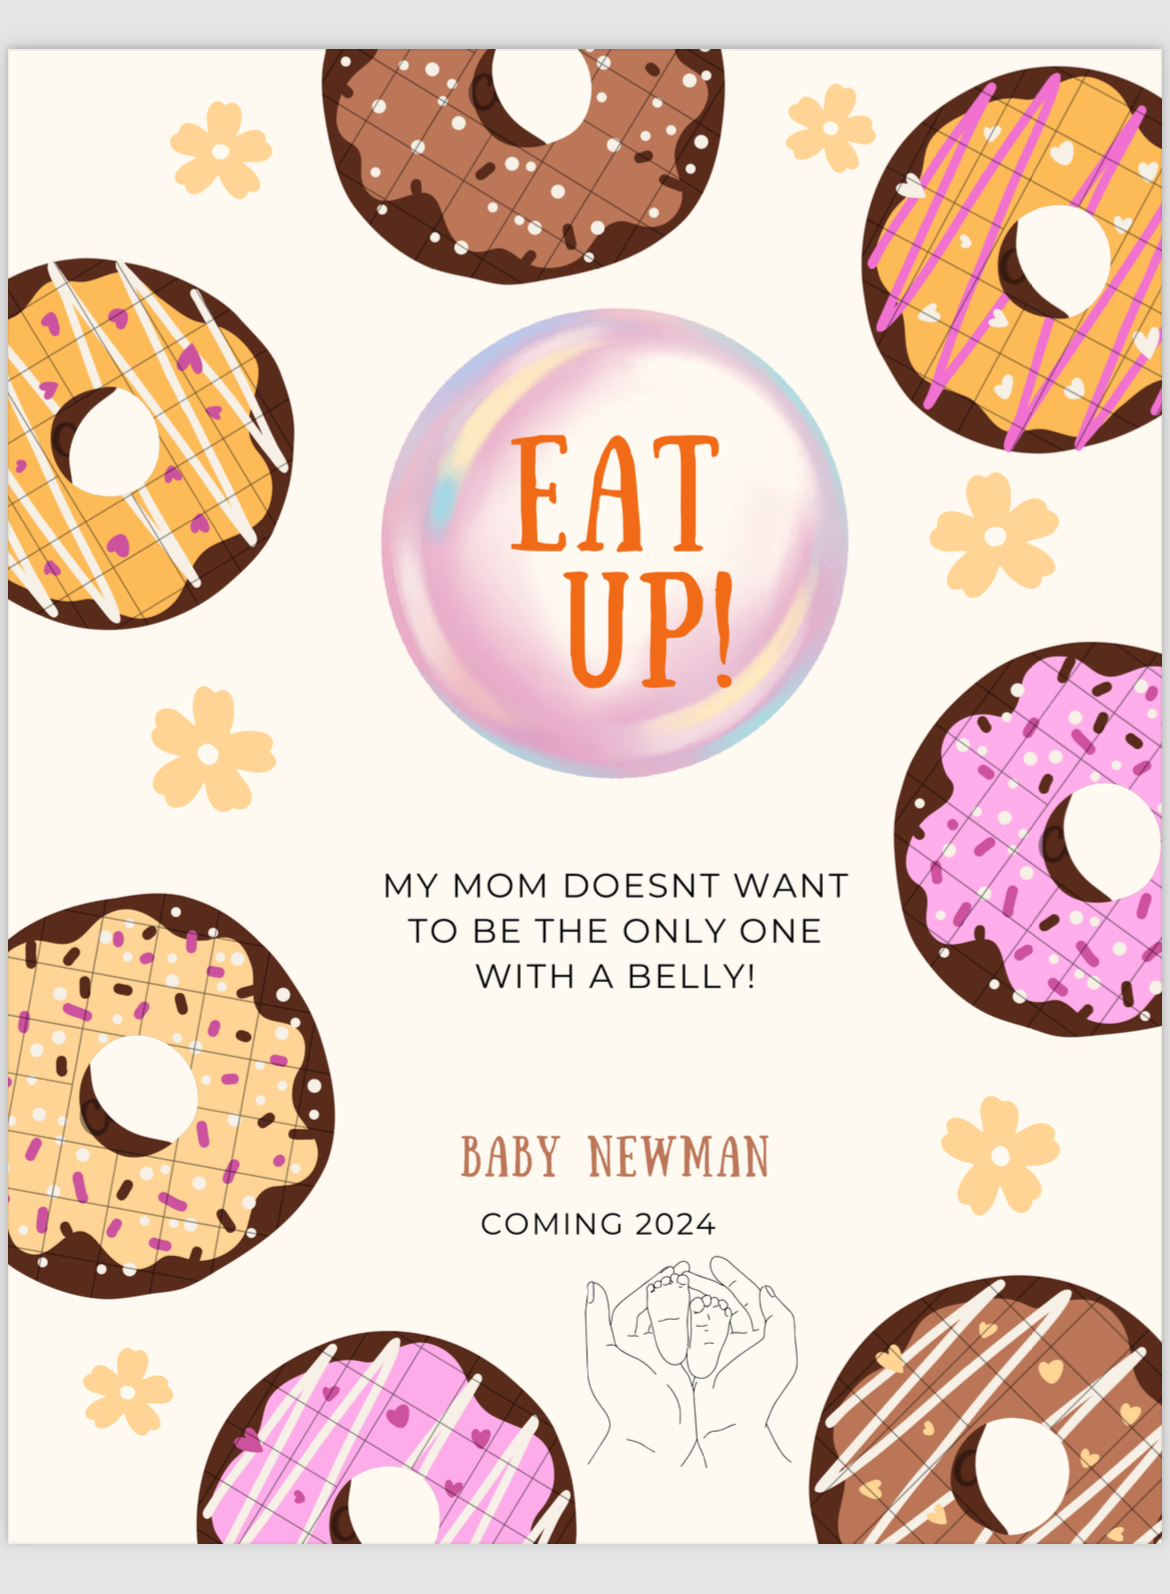 EAT
UP!
MY MOM DOESNT WANT
TO BE THE ONLY ONE
WITH A BELLY!
BABY NEWMAN
COMING 2024